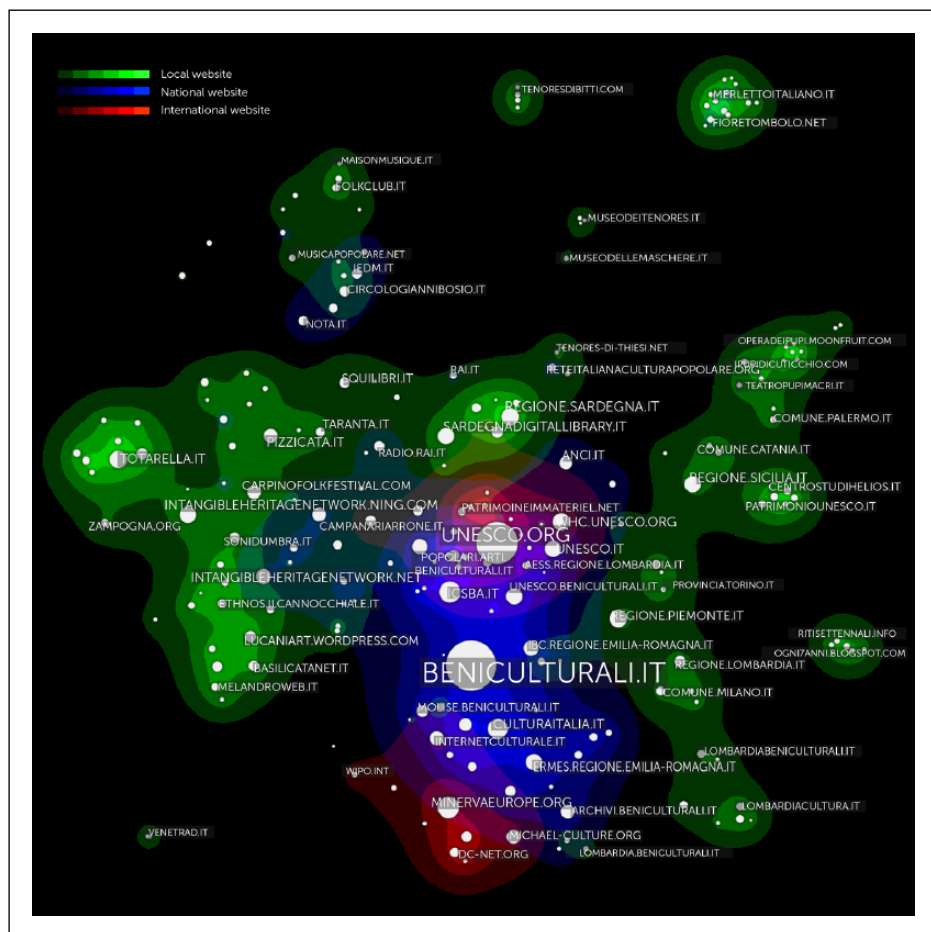 Local website
National website
International website
TENORESDIBITTI.COM
MERLETTOITALIANO.IT
FIORETOMBOLO.NET
MAISONMUSIQUE.IT
FOLKCLUB.IT
MUSEODEITENORES.IT
MUSICAPOPOLARE.NET
MUSEODELLEMASCHERE.IT
IEDM.IT
CIRCOLOGIANNIBOSIO.IT
NOTA.IT
OPERADEIPUPI.MOONFRUIT.COM
TENORES-DI-THIESI.NET
IPUPIDICUTICCHIO.COM
RAI.IT
RETEITALIANACULTURAPOPOLARE.ORG
SQUILIBRI.IT
TEATROPUPIMACRI.IT
REGIONE.SARDEGNA.IT
COMUNE.PALERMO.IT
TARANTA.IT
SARDEGNADIGITALLIBRARY.IT
PIZZICATA.IT
RADIO.RAI.IT
COMUNE.CATANIA.IT
ANCI.IT
TOTARELLA.IT
REGIONE.SICILIA.IT
CARPINOFOLKFESTIVAL.COM
CENTROSTUDIHELIOS.IT
INTANGIBLEHERITAGENETWORK.NING.COM
PATRIMOINEIMMATERIEL.NET
PATRIMONIOUNESCO.IT
ZAMPOGNA.ORG
CAMPANARIARRONE.IT
WHC.UNESCO.ORG
UNESCO.ORG
SONIDUMBRA.IT
UNESCO.IT
POPOLARI.ARTI
BENICULTURALI.IT
AESS.REGIONE.LOMBARDIA.IT
INTANGIBLEHERITAGENETWORK.NET
UNESCO.BENICULTURALI.IT
PROVINCIA.TORINO.IT
ICSBA.IT
ETHNOS.ILCANNOCCHIALE.IT
REGIONE.PIEMONTE.IT
RITISETTENNALI.INFO
LUCANIART.WORDPRESS.COM
IBC.REGIONE.EMILIA-ROMAGNA.IT
OGNI7ANNI.BLOGSPOT.COM
BASILICATANET.IT
BENICULTURALI.IT
REGIONE.LOMBARDIA.IT
MELANDROWEB.IT
COMUNE.MILANO.IT
MOUSE.BENICULTURALI.IT
CULTURAITALIA.IT
INTERNETCULTURALE.IT
LOMBARDIABENICULTURALI.IT
WIPO.INT
ERMES.REGIONE.EMILIA-ROMAGNA.IT
MINERVAEUROPE.ORG
ARCHIVI.BENICULTURALI.IT
LOMBARDIACULTURA.IT
VENETRAD.IT
MICHAEL-CULTURE.ORG
DC-NET.ORG
LOMBARDIA.BENICULTURALI.IT